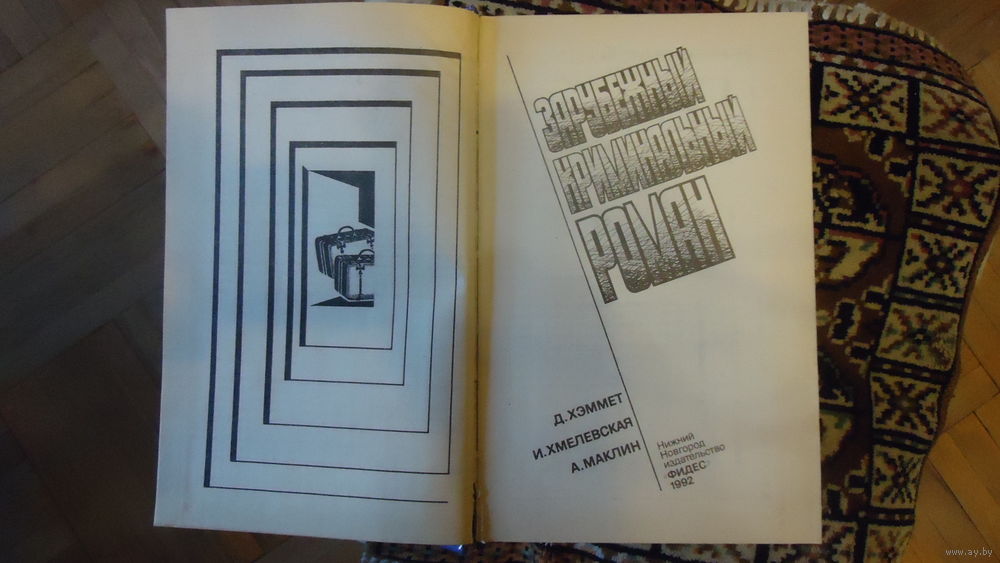 ЗАРУБЕЖНЫЙ
КРИМИНАЛЬНЫЙ
РОМАН
Д. ХЭММЕТ
И. ХМЕЛЕВСКАЯ
А. МАКЛИН
Нижний
Новгород
издательство
«ФИДЕС»
1992
www.ay.by